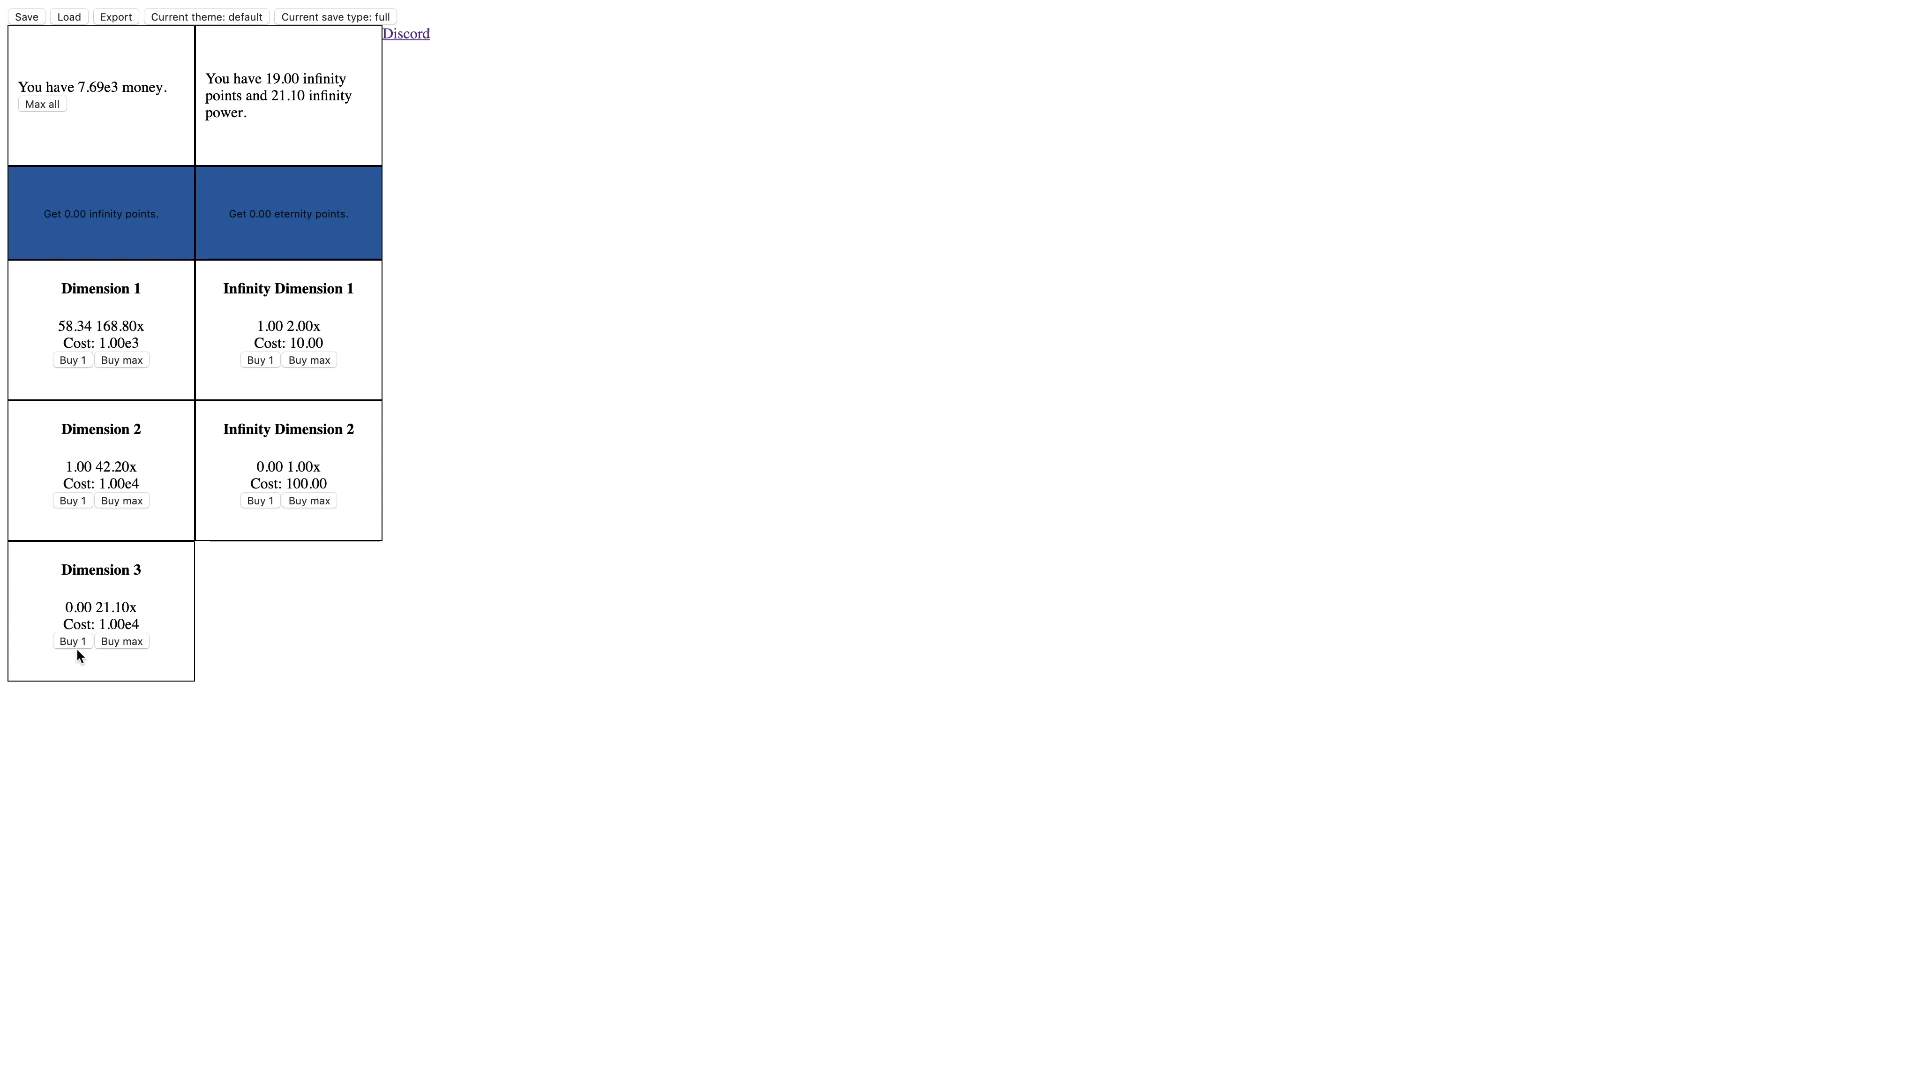 Save Load Export Current theme: default Current save type: full
Discord
You have 7.69e3 money.
Max all
You have 19.00 infinity
points and 21.10 infinity
power.
Get 0.00 infinity points.
Get 0.00 eternity points.
Dimension 1
58.34 168.80x
Cost: 1.00e3
Buy 1 Buy max
Infinity Dimension 1
1.00 2.00x
Cost: 10.00
Buy 1 Buy max
Dimension 2
1.00 42.20x
Cost: 1.00e4
Buy 1 Buy max
Infinity Dimension 2
0.00 1.00x
Cost: 100.00
Buy 1 Buy max
Dimension 3
0.00 21.10x
Cost: 1.00e4
Buy 1 Buy max